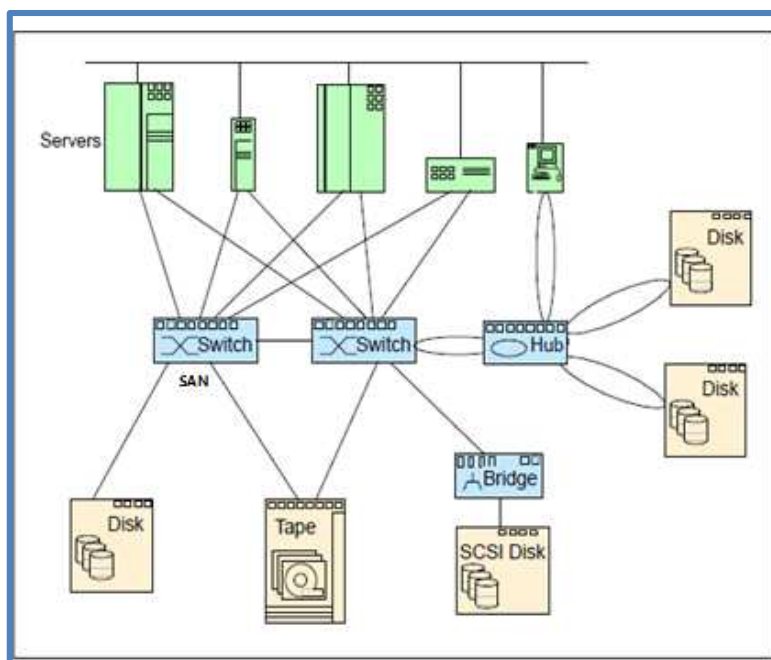 Servers
Disk
Switch
Switch
Hub
SAN
Disk
Bridge
Disk
Tape
SCSI Disk